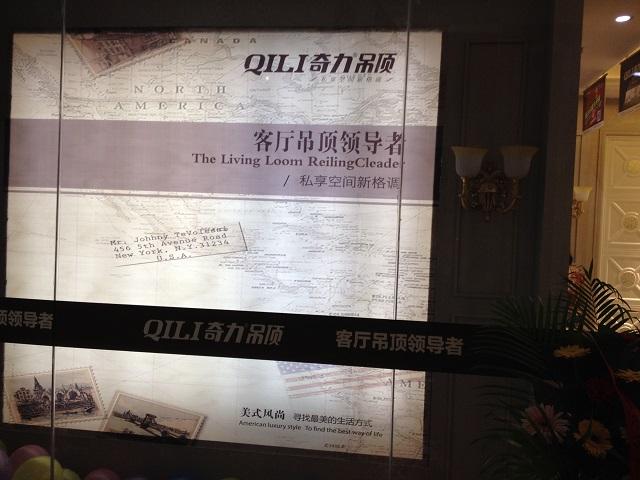 CANADA
NORTH
AMERICA
QILI奇力吊顶
客厅吊顶领导者
The Living Loom ReilingCleader
/ 私享空间新格调
Mr. Johnny
456 5th Avenue Road
New York, N.Y.31234
U.S.A.
顶领导者
QILI奇力吊顶
客厅吊顶领导者
AME
美式风尚 寻找最美的生活方式
American luxury style To find the best way of life